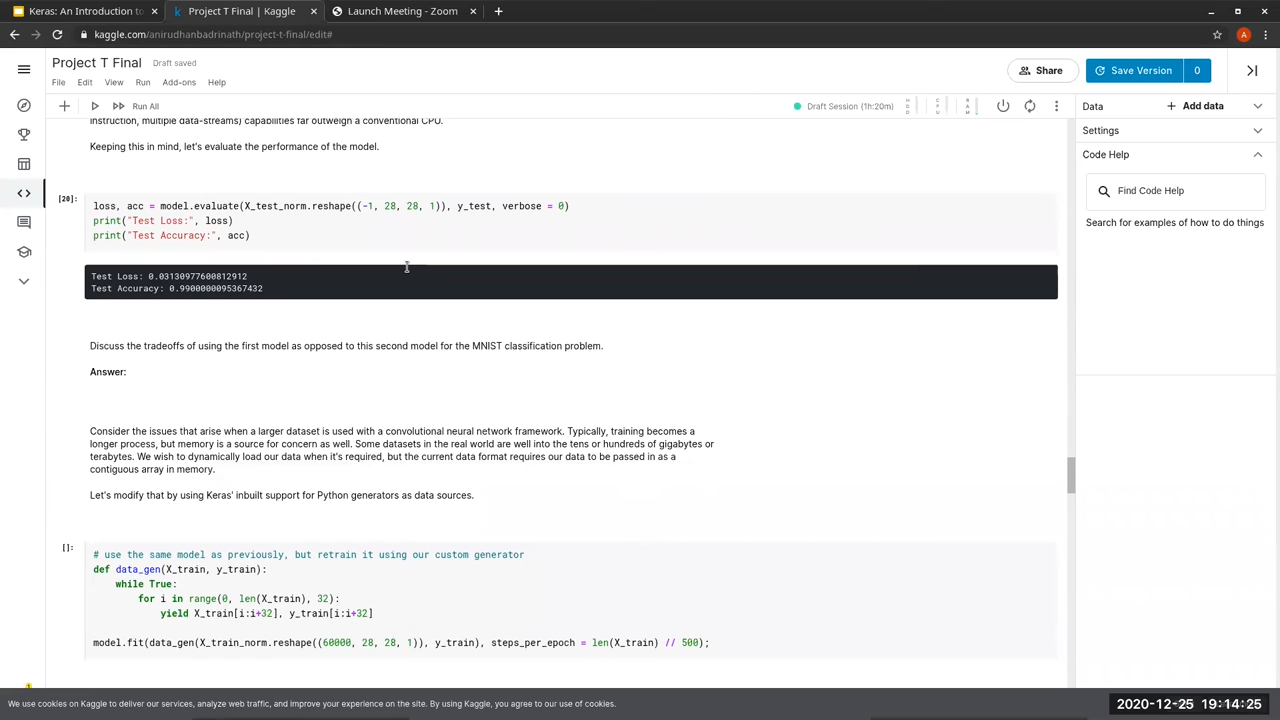 Keras: An Introduction to
Project T Final | Kaggle
Launch Meeting - Zoom
kaggle.com/anirudhanbadrinath/project-t-final/edit#
A
Project T Final
Draft saved
File Edit View Run Add-ons Help
Share
Save Version 0
Run All
Draft Session (1h:20m)
Data
Add data
Settings
Code Help
Find Code Help
Search for examples of how to do things
instruction, multiple data-streams) capabilities far outweigh a conventional CPU.
Keeping this in mind, let's evaluate the performance of the model.
[20]:
loss, acc = model.evaluate(X_test_norm.reshape((-1, 28, 28, 1)), y_test, verbose = 0)
print("Test Loss:", loss)
print("Test Accuracy:", acc)
Test Loss: 0.03130977600812912
Test Accuracy: 0.9900000095367432
Discuss the tradeoffs of using the first model as opposed to this second model for the MNIST classification problem.
Answer:
Consider the issues that arise when a larger dataset is used with a convolutional neural network framework. Typically, training becomes a
longer process, but memory is a source for concern as well. Some datasets in the real world are well into the tens or hundreds of gigabytes or
terabytes. We wish to dynamically load our data when it's required, but the current data format requires our data to be passed in as a
contiguous array in memory.
Let's modify that by using Keras' inbuilt support for Python generators as data sources.
[]:
# use the same model as previously, but retrain it using our custom generator
def data_gen(X_train, y_train):
while True:
for i in range(0, len(X_train), 32):
yield X_train[i:i+32], y_train[i:i+32]
model.fit(data_gen(X_train_norm.reshape((60000, 28, 28, 1)), y_train), steps_per_epoch = len(X_train) // 500);
We use cookies on Kaggle to deliver our services, analyze web traffic, and improve your experience on the site. By using Kaggle, you agree to our use of cookies.
2020-12-25 19:14:25